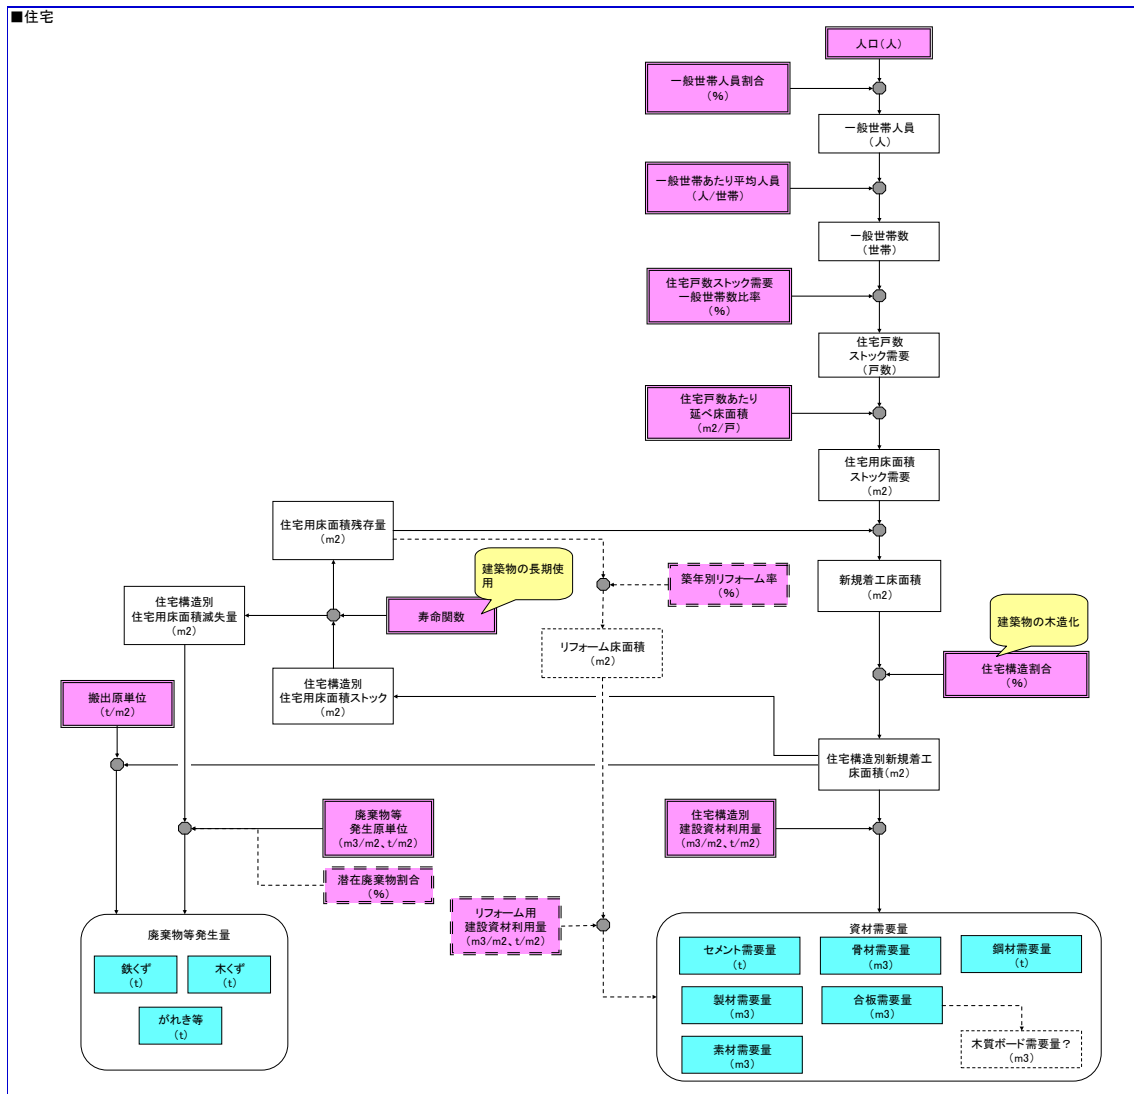 ■住宅
人口(人)
一般世帯人員割合
(%)
一般世帯人員
(人)
一般世帯あたり平均人員
(人/世帯)
一般世帯数
(世帯)
住宅戸数ストック需要
一般世帯数比率
(%)
住宅戸数
ストック需要
(戸数)
住宅戸数あたり
延べ床面積
(m2/戸)
住宅用床面積
ストック需要
(m2)
住宅用床面積残存量
(m2)
建築物の長期使
用
築年別リフォーム率
(%)
新規着工床面積
(m2)
住宅構造別
住宅用床面積滅失量
(m2)
寿命関数
建築物の木造化
リフォーム床面積
(m2)
住宅構造割合
(%)
住宅構造別
住宅用床面積ストック
(m2)
搬出原単位
(t/m2)
住宅構造別新規着工
床面積(m2)
廃棄物等
発生原単位
(m3/m2、t/m2)
住宅構造別
建設資材利用量
(m3/m2、t/m2)
潜在廃棄物割合
(%)
リフォーム用
建設資材利用量
(m3/m2、t/m2)
廃棄物等発生量
鉄くず
(t)
木くず
(t)
がれき等
(t)
資材需要量
セメント需要量
(t)
骨材需要量
(m3)
鋼材需要量
(t)
製材需要量
(m3)
合板需要量
(m3)
木質ボード需要量?
(m3)
素材需要量
(m3)